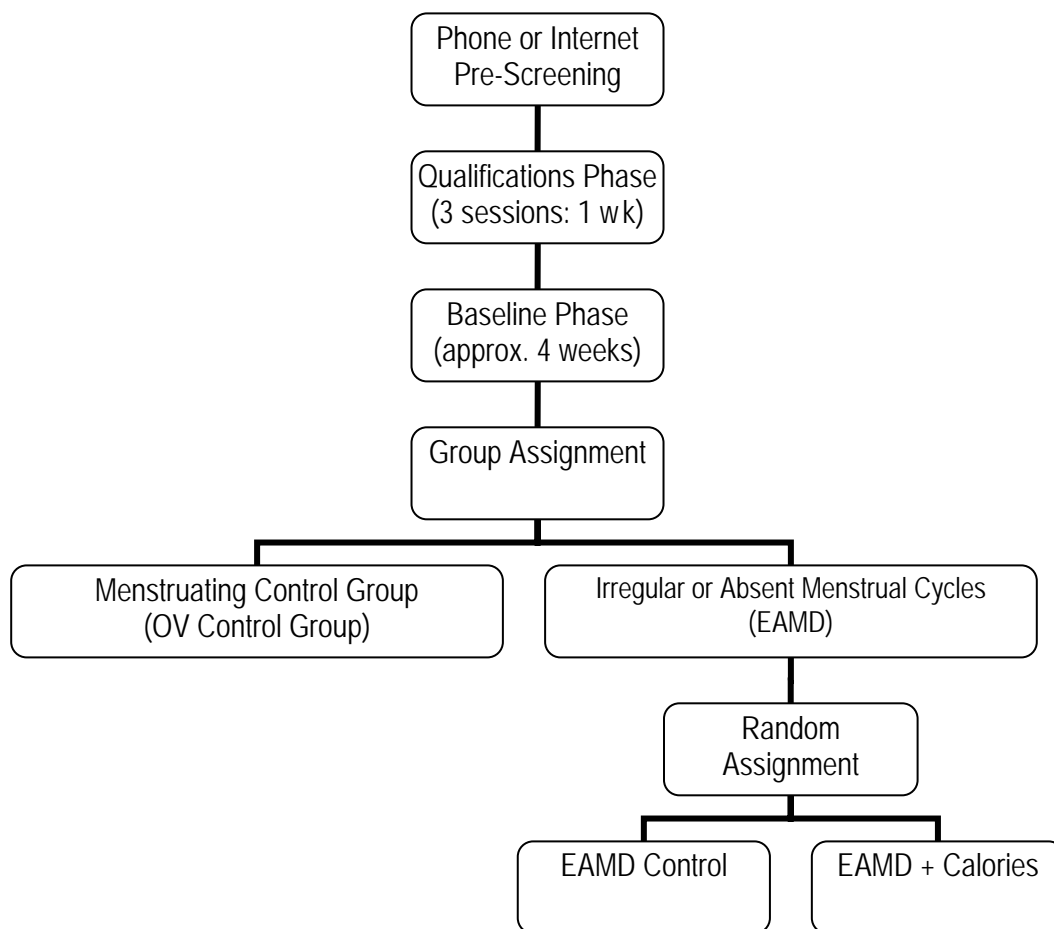 Phone or Internet
Pre-Screening
Qualifications Phase
(3 sessions: 1 wk)
Baseline Phase
(approx. 4 weeks)
Group Assignment
Menstruating Control Group
(OV Control Group)
Irregular or Absent Menstrual Cycles
(EAMD)
Random
Assignment
EAMD Control
EAMD + Calories